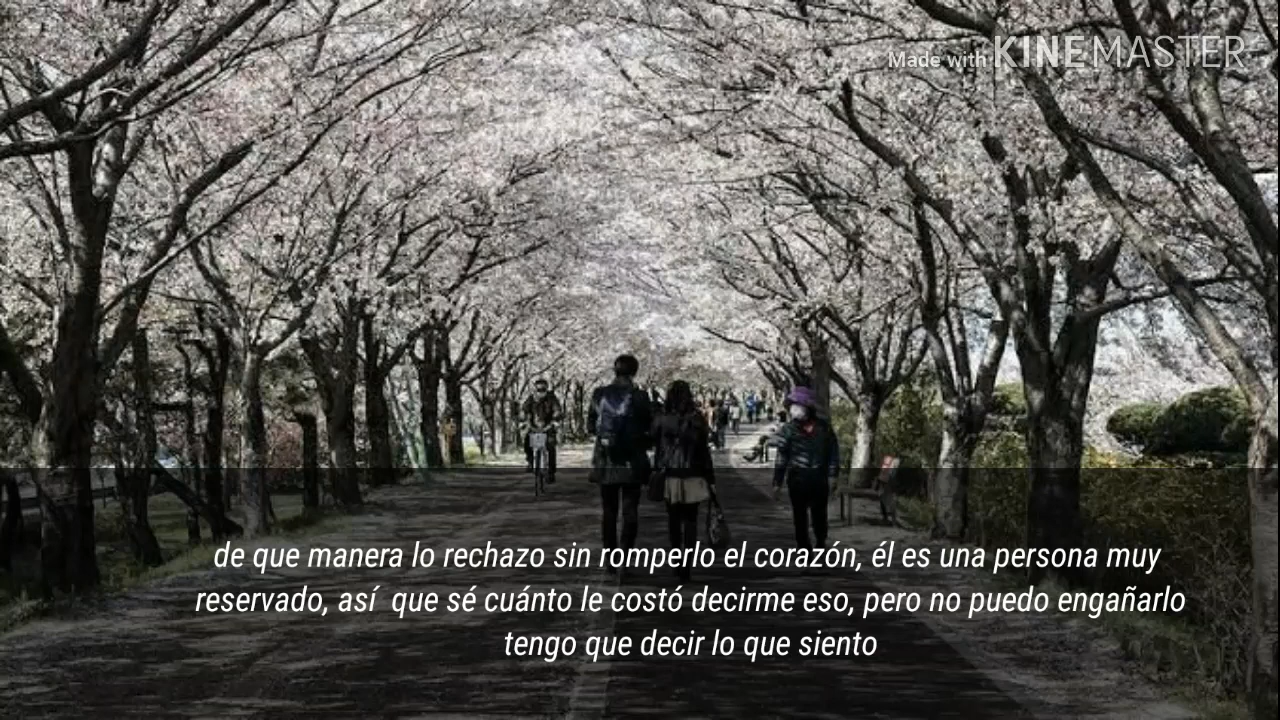 Made with KINEMASTER
de que manera lo rechazo sin romperlo el corazón, él es una persona muy
reservado, así  que sé cuánto le costó decirme eso, pero no puedo engañarlo
tengo que decir lo que siento